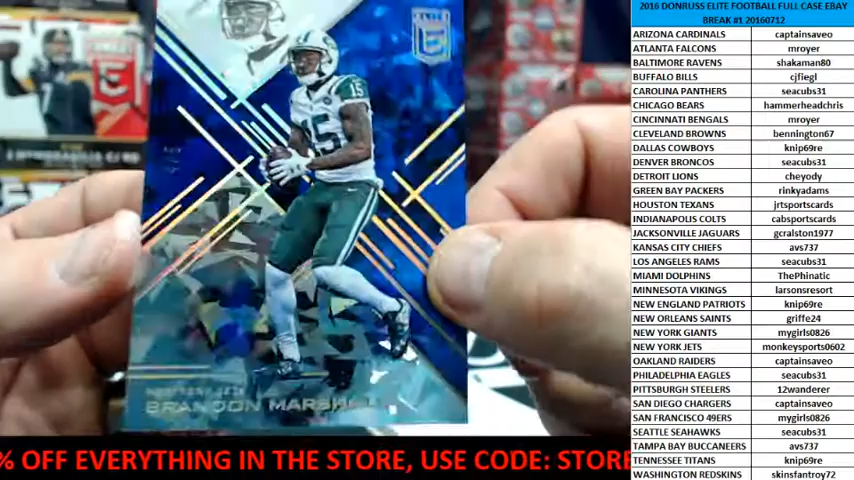 2016 DONRUSS ELITE FOOTBALL FULL CASE EBAY
BREAK #1 20160712
ARIZONA CARDINALS captainsaveo
ATLANTA FALCONS mroyer
BALTIMORE RAVENS shakaman80
BUFFALO BILLS cjfiegl
CAROLINA PANTHERS seacubs31
CHICAGO BEARS hammerheadchris
CINCINNATI BENGALS mroyer
CLEVELAND BROWNS bennington67
DALLAS COWBOYS knip69re
DENVER BRONCOS seacubs31
DETROIT LIONS cheyody
GREEN BAY PACKERS rinkyadams
HOUSTON TEXANS jrtsportscards
INDIANAPOLIS COLTS cabsportscards
JACKSONVILLE JAGUARS gcralston1977
KANSAS CITY CHIEFS avs737
LOS ANGELES RAMS seacubs31
MIAMI DOLPHINS ThePhinatic
MINNESOTA VIKINGS larsonsresort
NEW ENGLAND PATRIOTS knip69re
NEW ORLEANS SAINTS griffe24
NEW YORK GIANTS mygirls0826
NEW YORK JETS monkeysports0602
OAKLAND RAIDERS captainsaveo
PHILADELPHIA EAGLES seacubs31
PITTSBURGH STEELERS 12wanderer
SAN DIEGO CHARGERS captainsaveo
SAN FRANCISCO 49ERS mygirls0826
SEATTLE SEAHAWKS seacubs31
TAMPA BAY BUCCANEERS avs737
TENNESSEE TITANS knip69re
WASHINGTON REDSKINS skinsfantroy72
15
15
NEW YORK JETS
BRANDON MARSHALL
% OFF EVERYTHING IN THE STORE, USE CODE: STORE